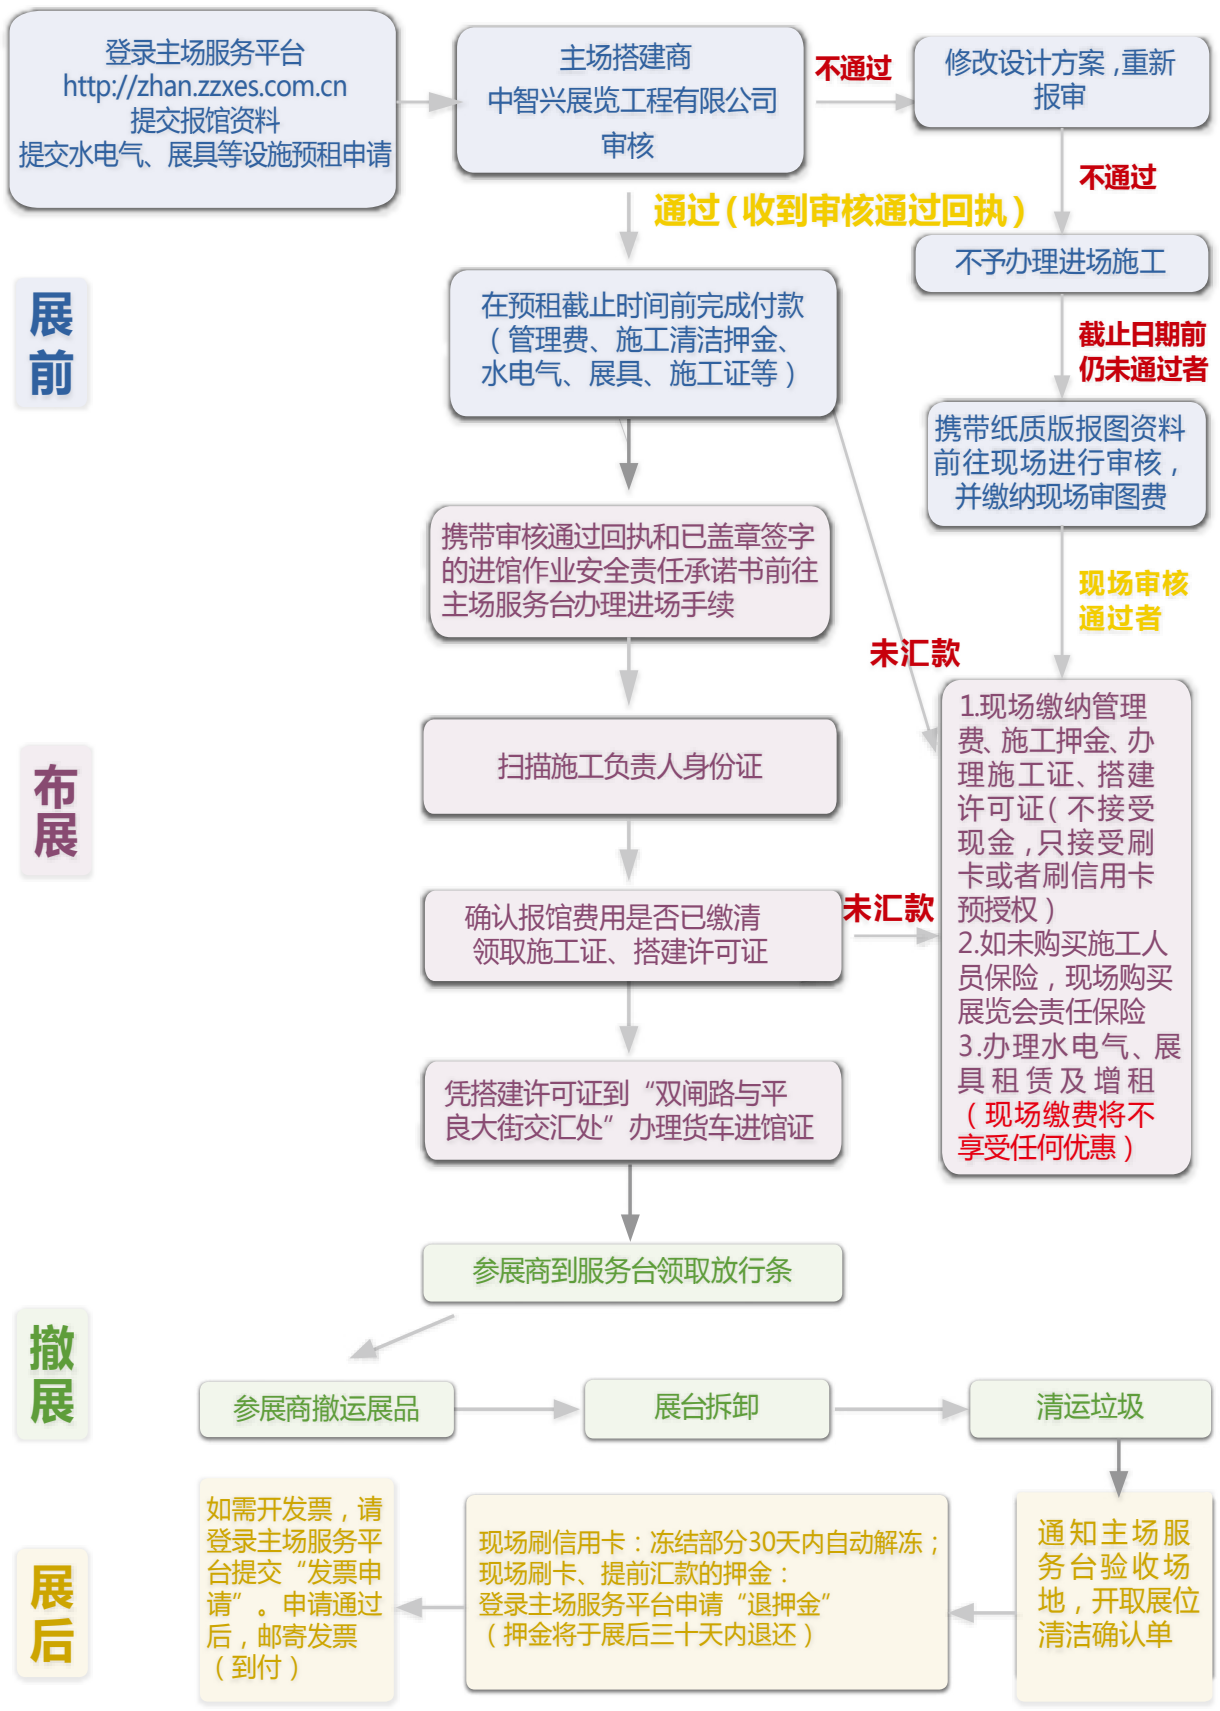 登录主场服务平台
http://zhan.zzxes.com.cn
提交报馆资料
提交水电气、展具等设施预租申请
主场搭建商
中智兴展览工程有限公司
审核
不通过
修改设计方案,重新
报审
不通过
通过(收到审核通过回执)
不予办理进场施工
展
前
在预租截止时间前完成付款
(管理费、施工清洁押金、
水电气、展具、施工证等)
截止日期前
仍未通过者
携带纸质版报图资料
前往现场进行审核,
并缴纳现场审图费
携带审核通过回执和已盖章签字
的进馆作业安全责任承诺书前往
主场服务台办理进场手续
现场审核
通过者
未汇款
布
展
扫描施工负责人身份证
确认报馆费用是否已缴清
领取施工证、搭建许可证
未汇款
1.现场缴纳管理
费、施工押金、办
理施工证、搭建
许可证(不接受
现金,只接受刷
卡或者刷信用卡
预授权)
2.如未购买施工人
员保险,现场购买
展览会责任保险
3.办理水电气、展
具租赁及增租
(现场缴费将不
享受任何优惠)
凭搭建许可证到“双闸路与平
良大街交汇处”办理货车进馆证
参展商到服务台领取放行条
撤
展
参展商撤运展品
展台拆卸
清运垃圾
展
后
如需开发票,请
登录主场服务平
台提交“发票申
请”。申请通过
后,邮寄发票
(到付)
现场刷信用卡:冻结部分30天内自动解冻;
现场刷卡、提前汇款的押金:
登录主场服务平台申请“退押金”
(押金将于展后三十天内退还)
通知主场服
务台验收场
地,开取展位
清洁确认单